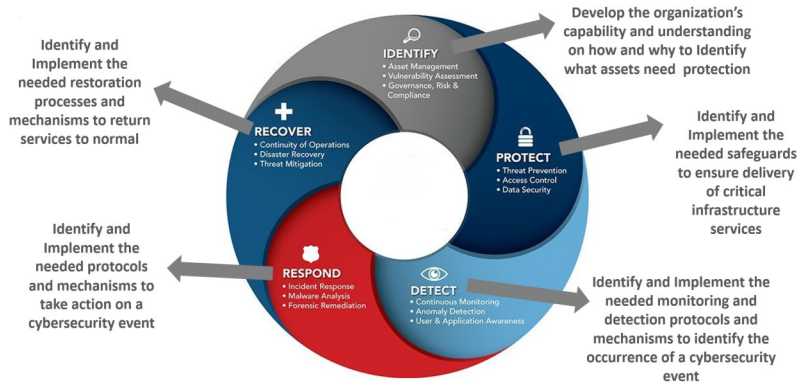 Develop the organization's
capability and understanding
on how and why to Identify
what assets need protection
Identify and
Implement the
needed restoration
processes and
mechanisms to return
services to normal
IDENTIFY
• Asset Management
• Vulnerability Assessment
• Governance, Risk &
Compliance
RECOVER
• Continuity of Operations
• Disaster Recovery
• Threat Mitigation
PROTECT
• Threat Prevention
• Access Control
• Data Security
Identify and
Implement the
needed safeguards
to ensure delivery
of critical
infrastructure
services
Identify and
Implement the
needed protocols
and mechanisms to
take action on a
cybersecurity event
RESPOND
• Incident Response
• Malware Analysis
• Forensic Remediation
DETECT
• Continuous Monitoring
• Anomaly Detection
• User & Application Awareness
Identify and Implement the
needed monitoring and
detection protocols and
mechanisms to identify the
occurrence of a cybersecurity
event